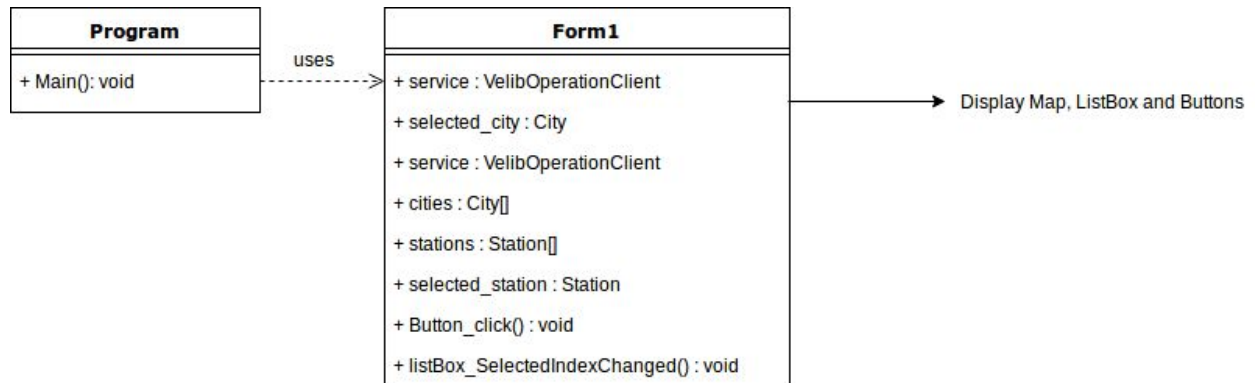 Program
+ Main(): void
uses
Form1
+ service : VelibOperationClient
+ selected_city : City
+ service : VelibOperationClient
+ cities : City[]
+ stations : Station[]
+ selected_station : Station
+ Button_click() : void
+ listBox_SelectedIndexChanged() : void
Display Map, ListBox and Buttons